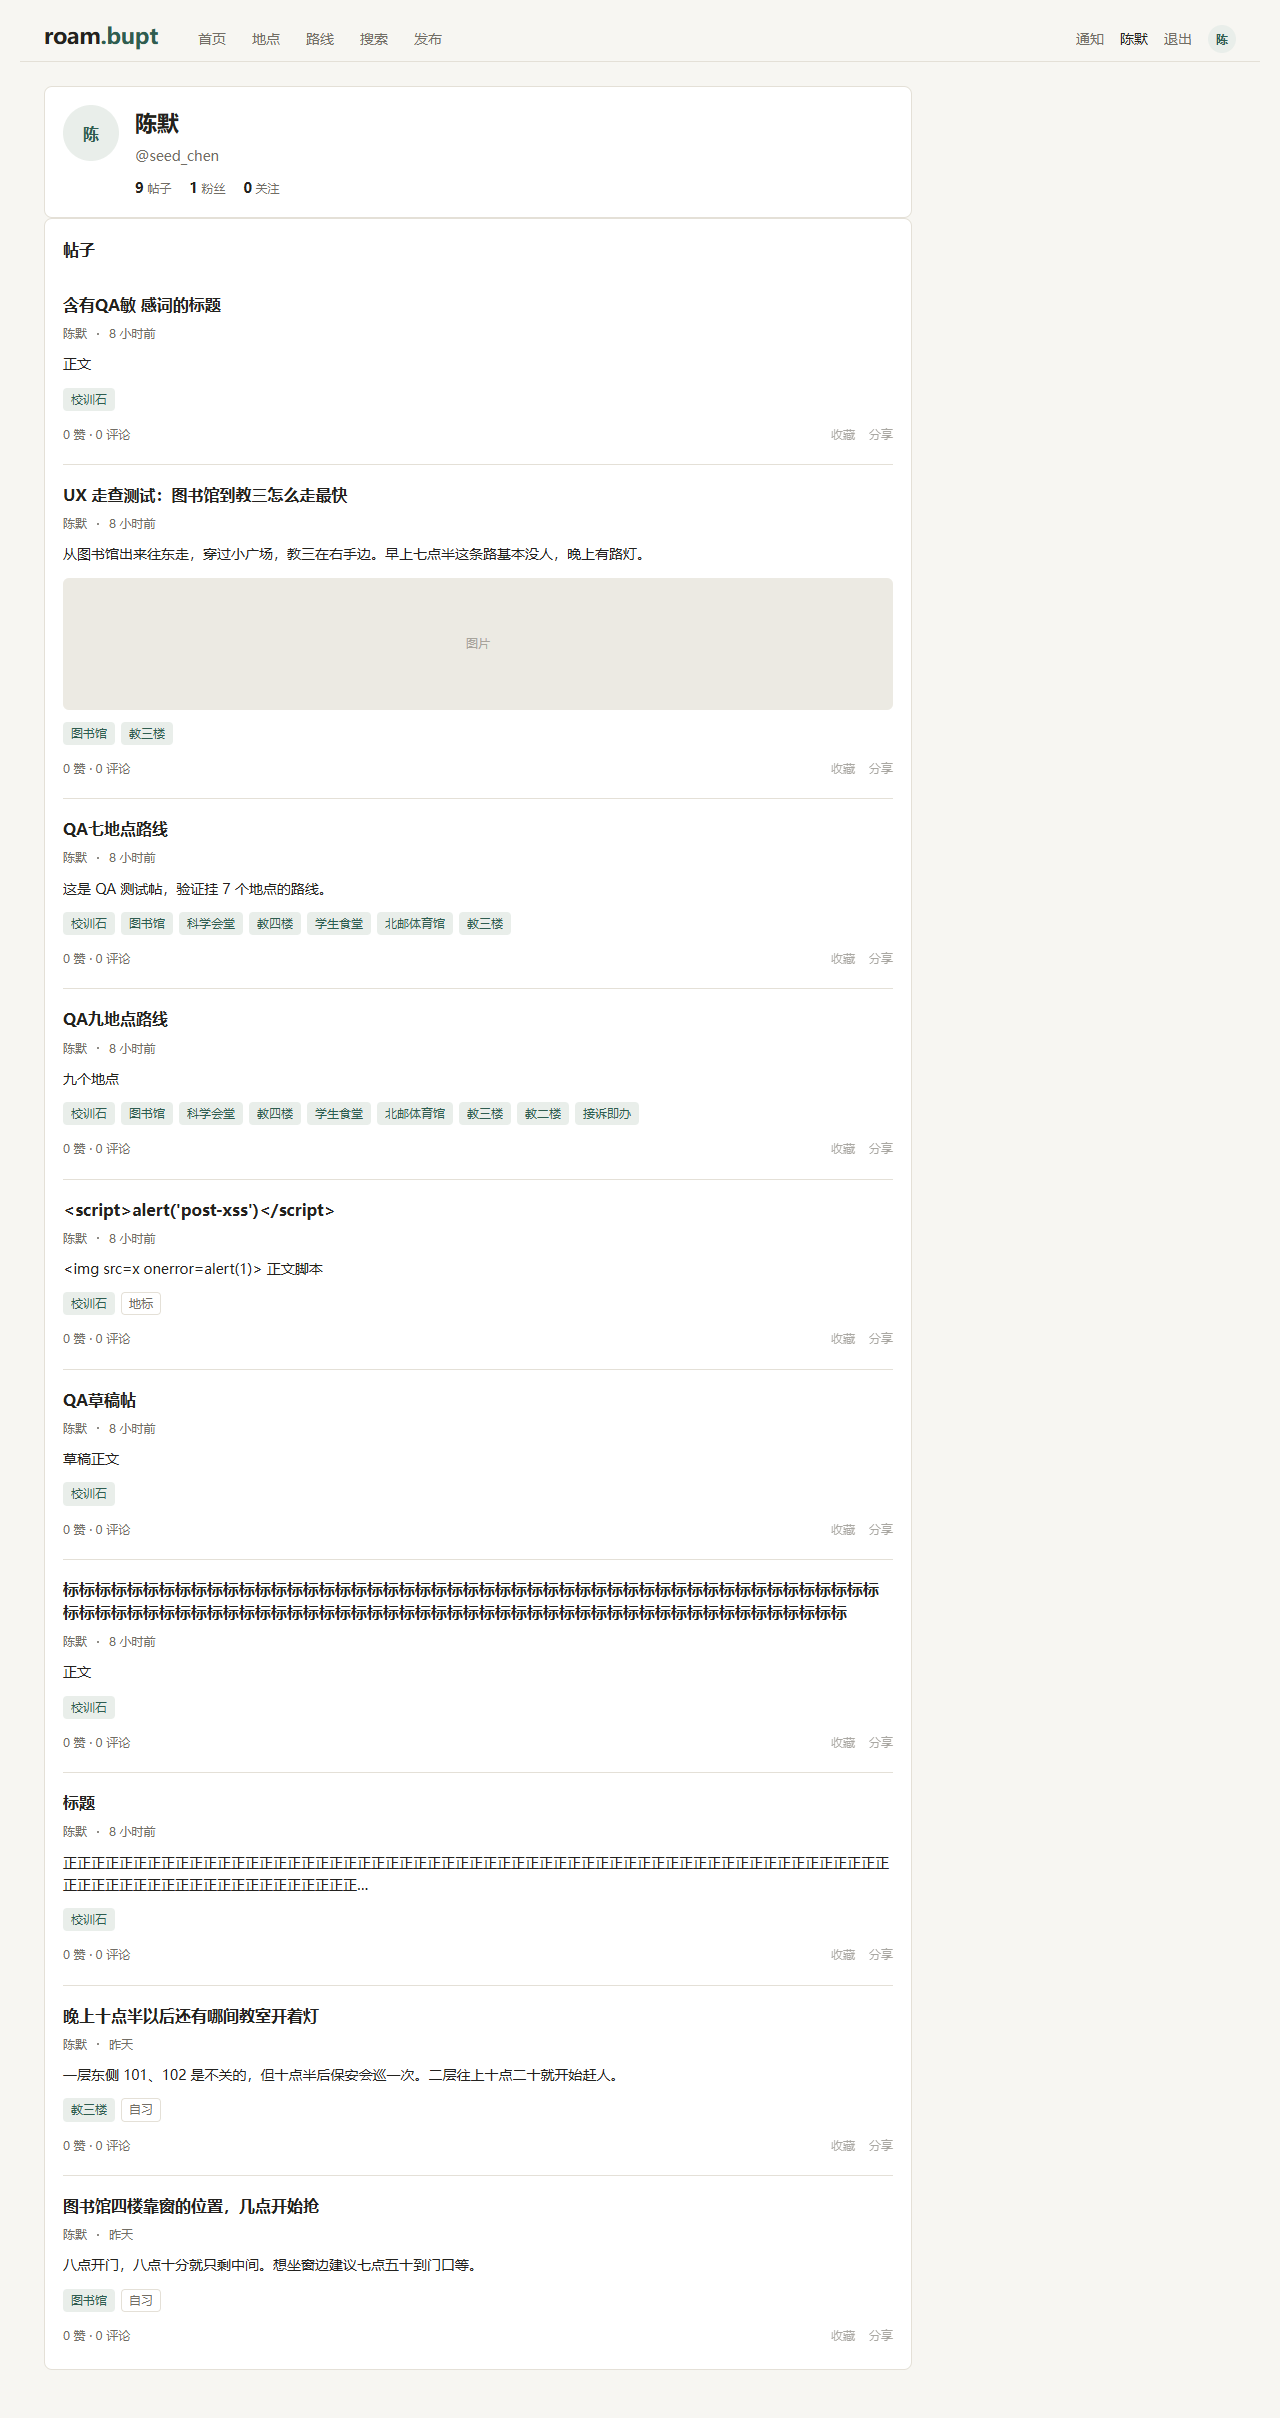 roam.bupt 首页 地点 路线 搜索 发布 通知 陈默 退出 陈
陈
陈默
@seed_chen
9 帖子 1 粉丝 0 关注
帖子
含有QA敏 感词的标题
陈默 · 8 小时前
正文
校训石
0 赞 · 0 评论 收藏 分享
UX 走查测试：图书馆到教三怎么走最快
陈默 · 8 小时前
从图书馆出来往东走，穿过小广场，教三在右手边。早上七点半这条路基本没人，晚上有路灯。
图片
图书馆 教三楼
0 赞 · 0 评论 收藏 分享
QA七地点路线
陈默 · 8 小时前
这是 QA 测试帖，验证挂 7 个地点的路线。
校训石 图书馆 科学会堂 教四楼 学生食堂 北邮体育馆 教三楼
0 赞 · 0 评论 收藏 分享
QA九地点路线
陈默 · 8 小时前
九个地点
校训石 图书馆 科学会堂 教四楼 学生食堂 北邮体育馆 教三楼 教二楼 接诉即办
0 赞 · 0 评论 收藏 分享
<script>alert('post-xss')</script>
陈默 · 8 小时前
<img src=x onerror=alert(1)> 正文脚本
校训石 地标
0 赞 · 0 评论 收藏 分享
QA草稿帖
陈默 · 8 小时前
草稿正文
校训石
0 赞 · 0 评论 收藏 分享
标标标标标标标标标标标标标标标标标标标标标标标标标标标标标标标标标标标标标标标标标标标标标标标标标标标
标标标标标标标标标标标标标标标标标标标标标标标标标标标标标标标标标标标标标标标标标标标标标标标标标
陈默 · 8 小时前
正文
校训石
0 赞 · 0 评论 收藏 分享
标题
陈默 · 8 小时前
正正正正正正正正正正正正正正正正正正正正正正正正正正正正正正正正正正正正正正正正正正正正正正正正正正正正正正正正正正正
正正正正正正正正正正正正正正正正正正正正正...
校训石
0 赞 · 0 评论 收藏 分享
晚上十点半以后还有哪间教室开着灯
陈默 · 昨天
一层东侧 101、102 是不关的，但十点半后保安会巡一次。二层往上十点二十就开始赶人。
教三楼 自习
0 赞 · 0 评论 收藏 分享
图书馆四楼靠窗的位置，几点开始抢
陈默 · 昨天
八点开门，八点十分就只剩中间。想坐窗边建议七点五十到门口等。
图书馆 自习
0 赞 · 0 评论 收藏 分享